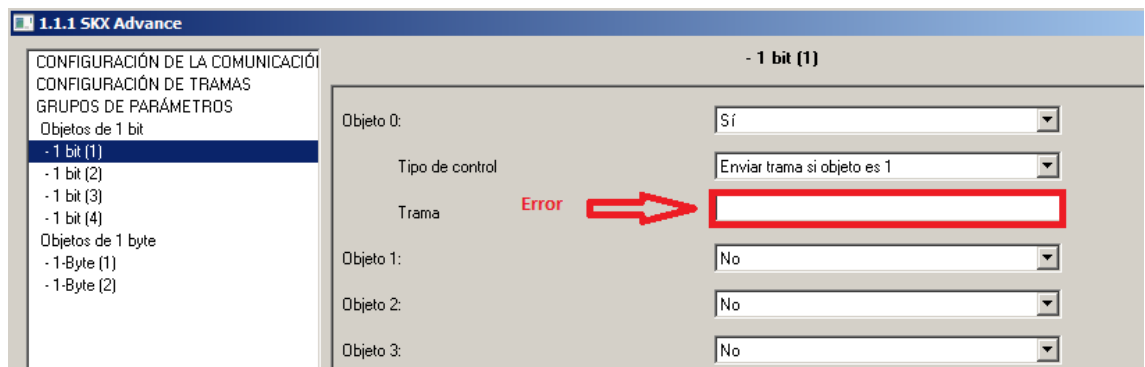 1.1.1 SKX Advance
CONFIGURACIÓN DE LA COMUNICACIÓ
CONFIGURACIÓN DE TRAMAS
GRUPOS DE PARÁMETROS
Objetos de 1 bit
- 1 bit (1)
- 1 bit (2)
- 1 bit (3)
- 1 bit (4)
Objetos de 1 byte
- 1-Byte (1)
- 1-Byte (2)
- 1 bit (1)
Objeto 0: Sí
Tipo de control Enviar trama si objeto es 1
Trama Error
Objeto 1: No
Objeto 2: No
Objeto 3: No